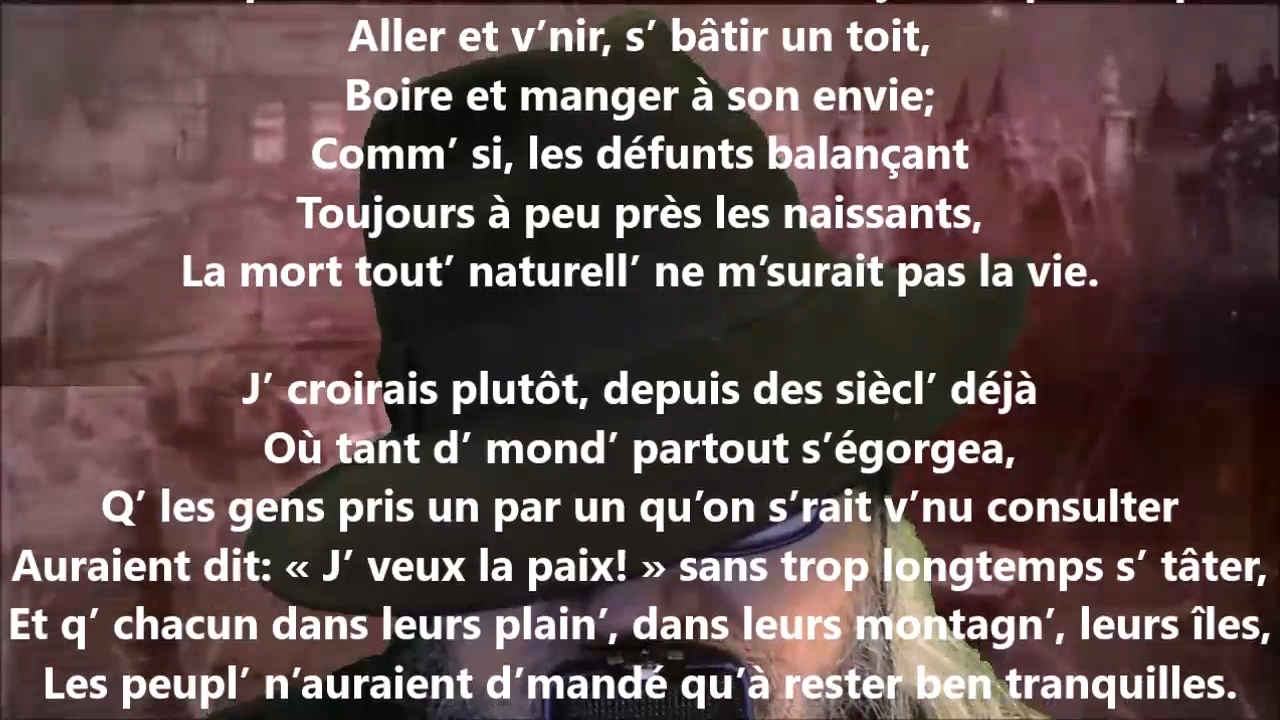 Aller et v’nir, s’ bâtir un toit,
Boire et manger à son envie;
Comm’ si, les défunts balançant
Toujours à peu près les naissants,
La mort tout’ naturell’ ne m’surait pas la vie.
J’ croirais plutôt, depuis des siècl’ déjà
Où tant d’ mond’ partout s’égorgea,
Q’ les gens pris un par un qu’on s’rait v’nu consulter
Auraient dit: « J’ veux la paix! » sans trop longtemps s’ tâter,
Et q’ chacun dans leurs plain’, dans leurs montagn’, leurs îles,
Les peupl’ n’auraient d’mandé qu’à rester ben tranquilles.